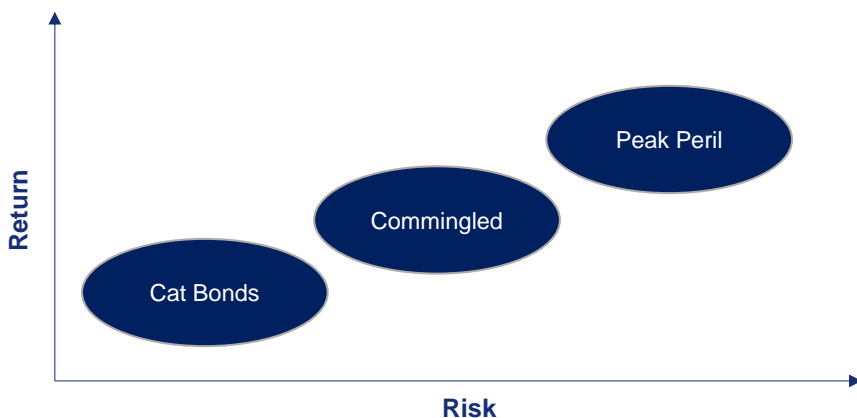 Return
Peak Peril
Commingled
Cat Bonds
Risk